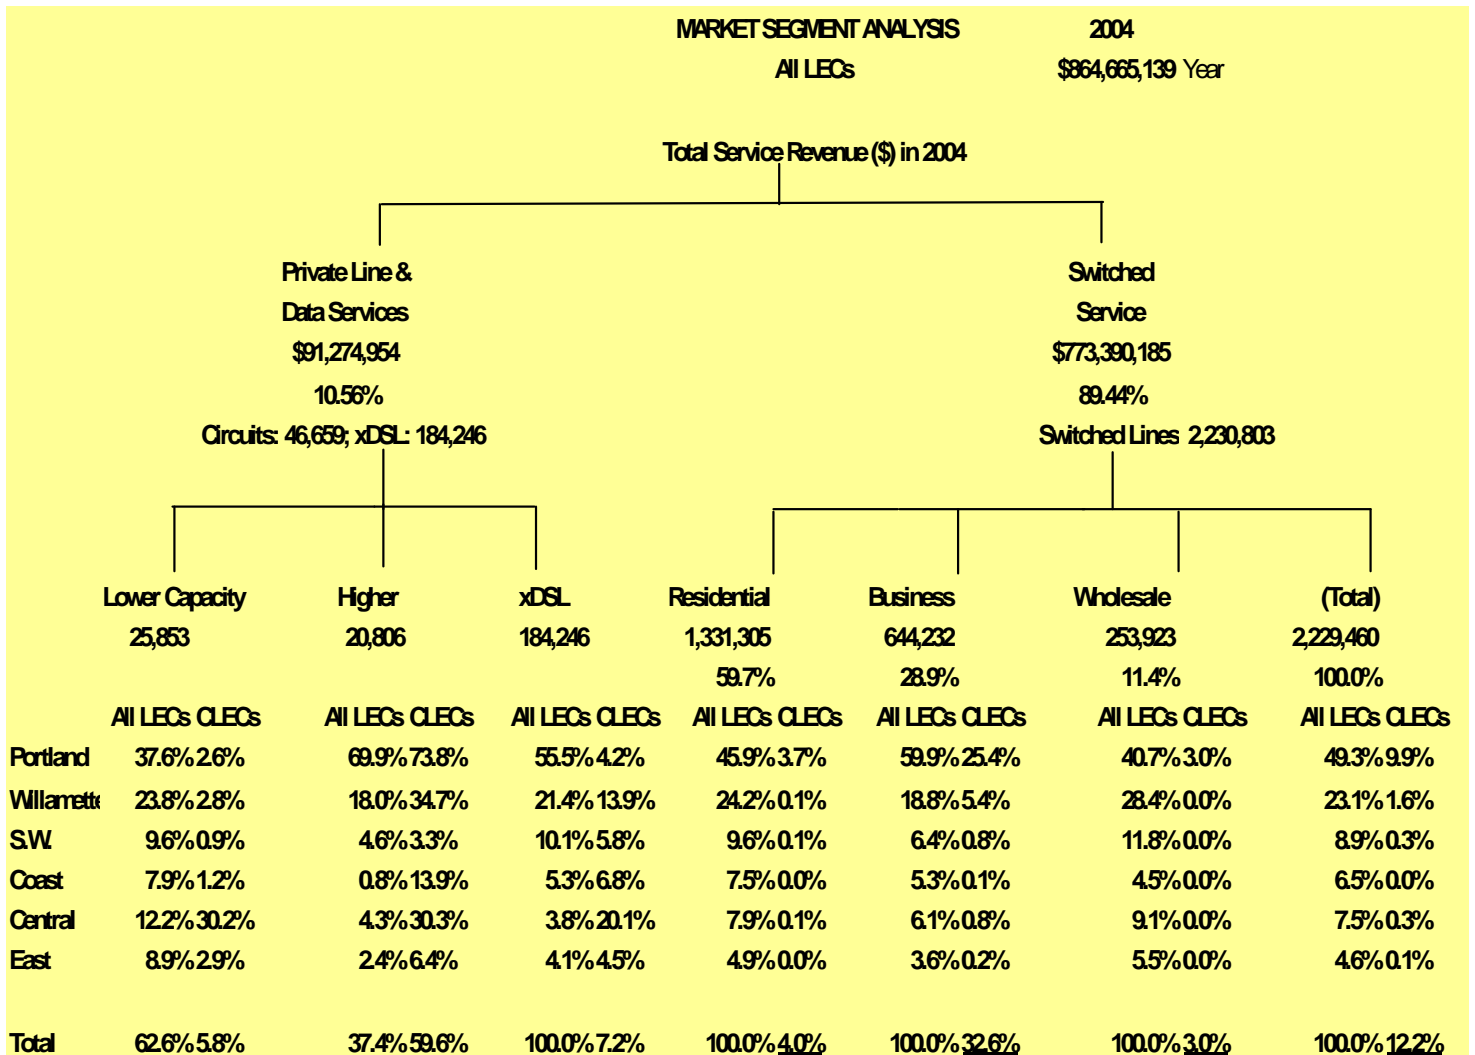 MARKET SEGMENT ANALYSIS 2004
All LECs $864,665,139 Year
Total Service Revenue ($) in 2004
Private Line & Switched
Data Services Service
$91,274,954 $773,390,185
10.56% 89.44%
Circuits: 46,659; xDSL: 184,246 Switched Lines 2,230,803
Lower Capacity Higher xDSL Residential Business Wholesale (Total)
25,853 20,806 184,246 1,331,305 644,232 253,923 2,229,460
59.7% 28.9% 11.4% 100.0%
All LECs CLECs All LECs CLECs All LECs CLECs All LECs CLECs All LECs CLECs All LECs CLECs All LECs CLECs
Portland 37.6% 2.6% 69.9% 73.8% 55.5% 4.2% 45.9% 3.7% 59.9% 25.4% 40.7% 3.0% 49.3% 9.9%
Willamette 23.8% 2.8% 18.0% 34.7% 21.4% 13.9% 24.2% 0.1% 18.8% 5.4% 28.4% 0.0% 23.1% 1.6%
S.W. 9.6% 0.9% 4.6% 3.3% 10.1% 5.8% 9.6% 0.1% 6.4% 0.8% 11.8% 0.0% 8.9% 0.3%
Coast 7.9% 1.2% 0.8% 13.9% 5.3% 6.8% 7.5% 0.0% 5.3% 0.1% 4.5% 0.0% 6.5% 0.0%
Central 12.2% 30.2% 4.3% 30.3% 3.8% 20.1% 7.9% 0.1% 6.1% 0.8% 9.1% 0.0% 7.5% 0.3%
East 8.9% 2.9% 2.4% 6.4% 4.1% 4.5% 4.9% 0.0% 3.6% 0.2% 5.5% 0.0% 4.6% 0.1%
Total 62.6% 5.8% 37.4% 59.6% 100.0% 7.2% 100.0% 4.0% 100.0% 32.6% 100.0% 3.0% 100.0% 12.2%